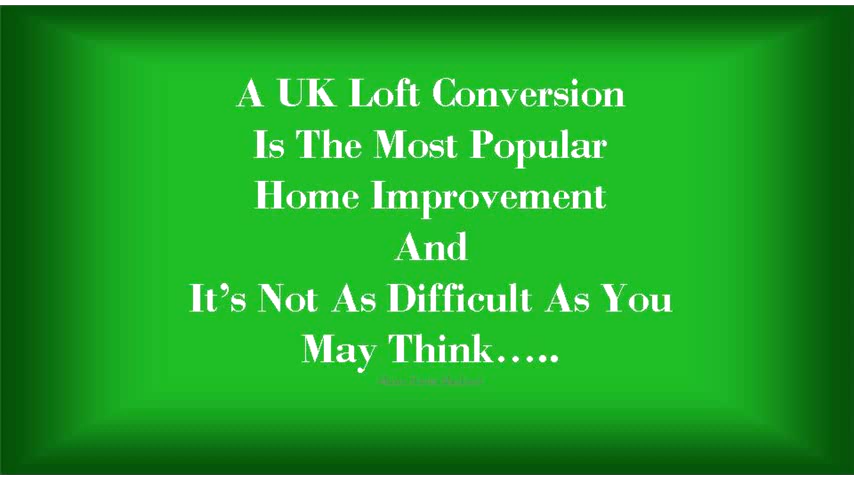 A UK Loft Conversion
Is The Most Popular
Home Improvement
And
It’s Not As Difficult As You
May Think…..